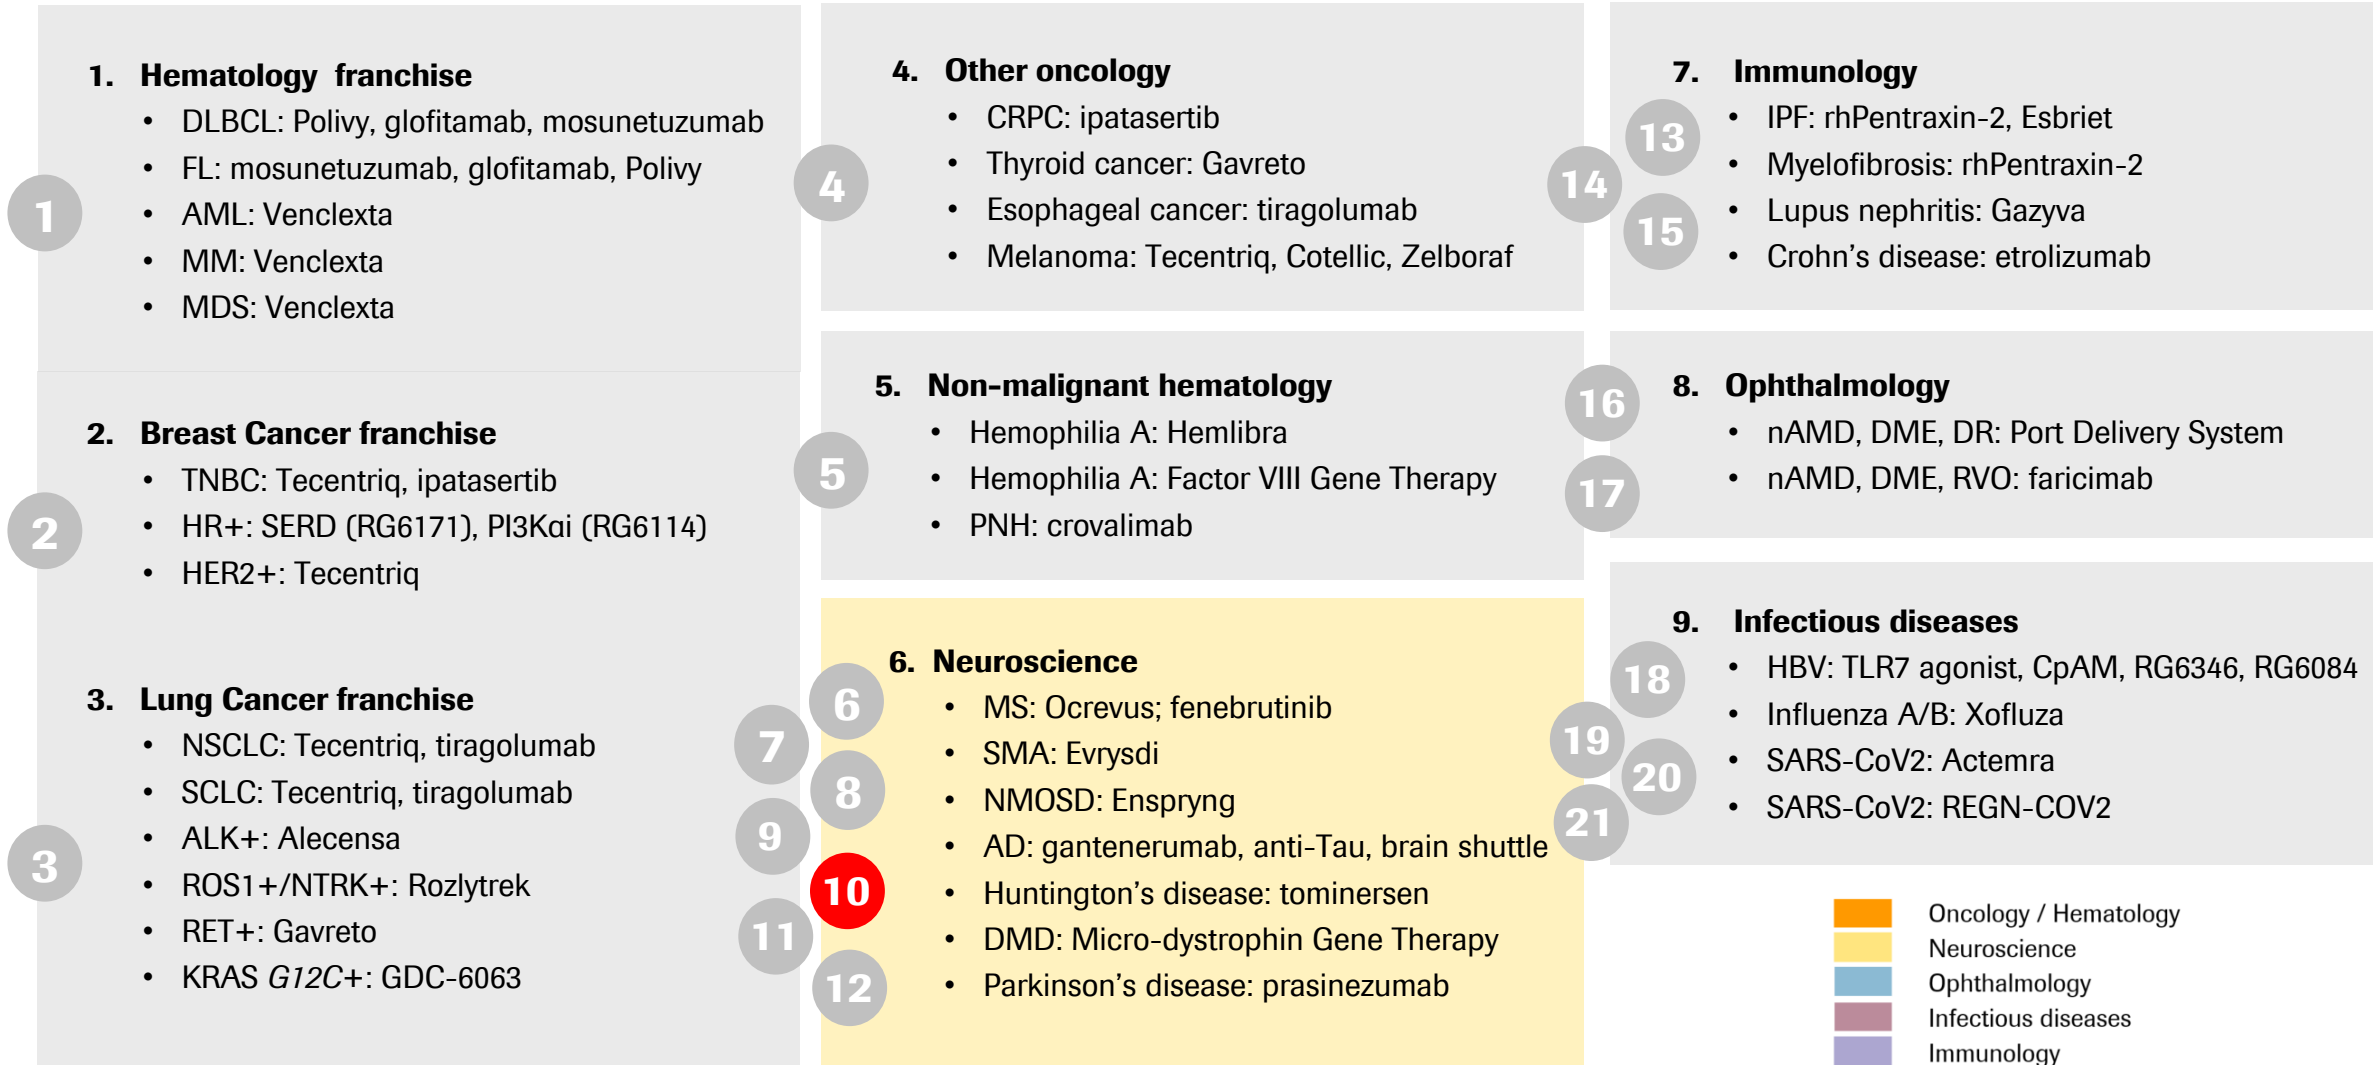 1. Hematology franchise
• DLBCL: Polivy, glofitamab, mosunetuzumab
• FL: mosunetuzumab, glofitamab, Polivy
• AML: Venclexta
• MM: Venclexta
• MDS: Venclexta
1
2. Breast Cancer franchise
• TNBC: Tecentriq, ipatasertib
• HR+: SERD (RG6171), PI3Kαi (RG6114)
• HER2+: Tecentriq
2
3. Lung Cancer franchise
• NSCLC: Tecentriq, tiragolumab
• SCLC: Tecentriq, tiragolumab
• ALK+: Alecensa
• ROS1+/NTRK+: Rozlytrek
• RET+: Gavreto
• KRAS G12C+: GDC-6063
3
4. Other oncology
• CRPC: ipatasertib
• Thyroid cancer: Gavreto
• Esophageal cancer: tiragolumab
• Melanoma: Tecentriq, Cotellic, Zelboraf
4
5. Non-malignant hematology
• Hemophilia A: Hemlibra
• Hemophilia A: Factor VIII Gene Therapy
• PNH: crovalimab
5
6. Neuroscience
• MS: Ocrevus; fenebrutinib
• SMA: Evrysdi
• NMOSD: Enspryng
• AD: gantenerumab, anti-Tau, brain shuttle
• Huntington's disease: tominersen
• DMD: Micro-dystrophin Gene Therapy
• Parkinson's disease: prasinezumab
6
7
8
9
10
11
12
7. Immunology
• IPF: rhPentraxin-2, Esbriet
• Myelofibrosis: rhPentraxin-2
• Lupus nephritis: Gazyva
• Crohn's disease: etrolizumab
13
14
15
8. Ophthalmology
• nAMD, DME, DR: Port Delivery System
• nAMD, DME, RVO: faricimab
16
17
9. Infectious diseases
• HBV: TLR7 agonist, CpAM, RG6346, RG6084
• Influenza A/B: Xofluza
• SARS-CoV2: Actemra
• SARS-CoV2: REGN-COV2
18
19
20
21
Oncology / Hematology
Neuroscience
Ophthalmology
Infectious diseases
Immunology